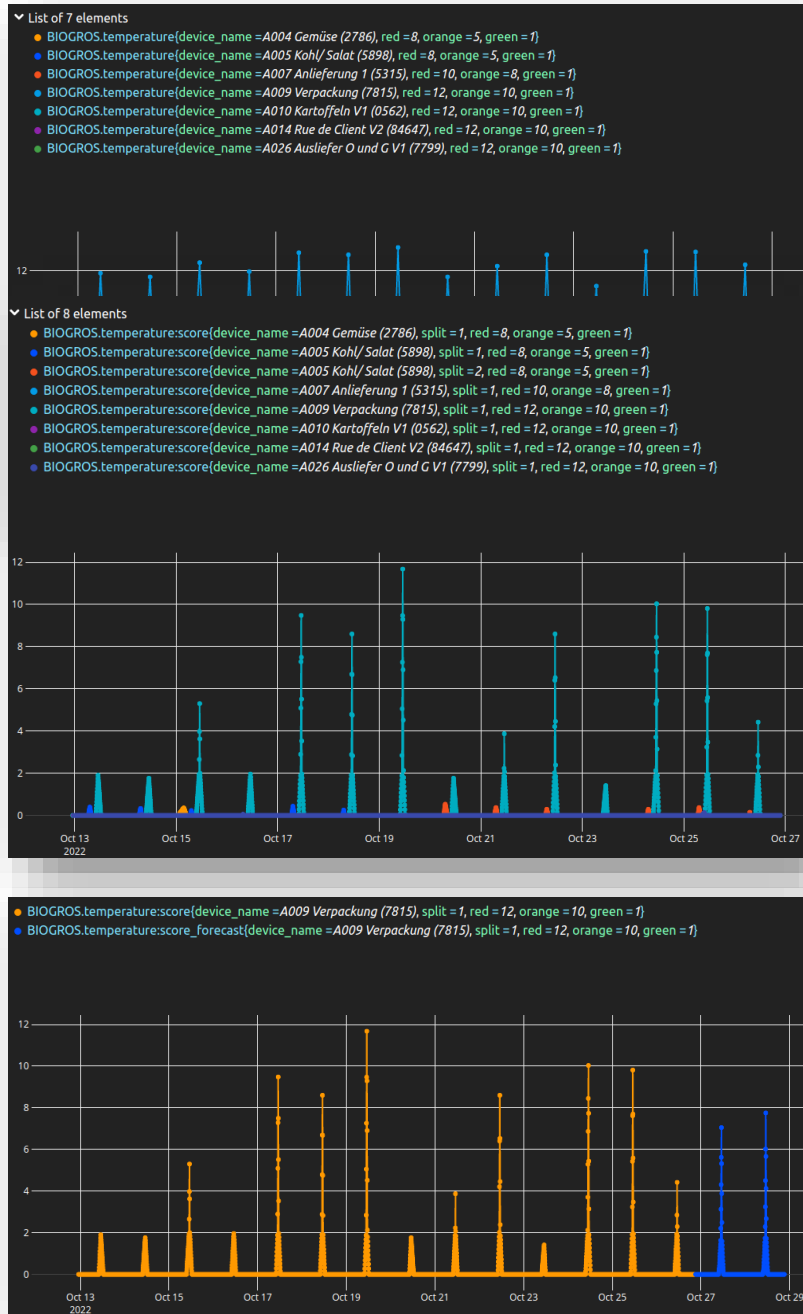 List of 7 elements
BIOGROS.temperature{device_name =A004 Gemüse (2786), red =8, orange =5, green =1}
BIOGROS.temperature{device_name =A005 Kohl/ Salat (5898), red =8, orange =5, green =1}
BIOGROS.temperature{device_name =A007 Anlieferung 1 (5315), red =10, orange =8, green =1}
BIOGROS.temperature{device_name =A009 Verpackung (7815), red =12, orange =10, green =1}
BIOGROS.temperature{device_name =A010 Kartoffeln V1 (0562), red =12, orange =10, green =1}
BIOGROS.temperature{device_name =A014 Rue de Client V2 (84647), red =12, orange =10, green =1}
BIOGROS.temperature{device_name =A026 Ausliefer O und G V1 (7799), red =12, orange =10, green =1}
12
List of 8 elements
BIOGROS.temperature:score{device_name =A004 Gemüse (2786), split =1, red =8, orange =5, green =1}
BIOGROS.temperature:score{device_name =A005 Kohl/ Salat (5898), split =1, red =8, orange =5, green =1}
BIOGROS.temperature:score{device_name =A005 Kohl/ Salat (5898), split =2, red =8, orange =5, green =1}
BIOGROS.temperature:score{device_name =A007 Anlieferung 1 (5315), split =1, red =10, orange =8, green =1}
BIOGROS.temperature:score{device_name =A009 Verpackung (7815), split =1, red =12, orange =10, green =1}
BIOGROS.temperature:score{device_name =A010 Kartoffeln V1 (0562), split =1, red =12, orange =10, green =1}
BIOGROS.temperature:score{device_name =A014 Rue de Client V2 (84647), split =1, red =12, orange =10, green =1}
BIOGROS.temperature:score{device_name =A026 Ausliefer O und G V1 (7799), split =1, red =12, orange =10, green =1}
12
10
8
6
4
2
0
Oct 13 Oct 15 Oct 17 Oct 19 Oct 21 Oct 23 Oct 25 Oct 27
2022
BIOGROS.temperature:score{device_name =A009 Verpackung (7815), split =1, red =12, orange =10, green =1}
BIOGROS.temperature:score_forecast{device_name =A009 Verpackung (7815), split =1, red =12, orange =10, green =1}
12
10
8
6
4
2
0
Oct 13 Oct 15 Oct 17 Oct 19 Oct 21 Oct 23 Oct 25 Oct 27 Oct 29
2022